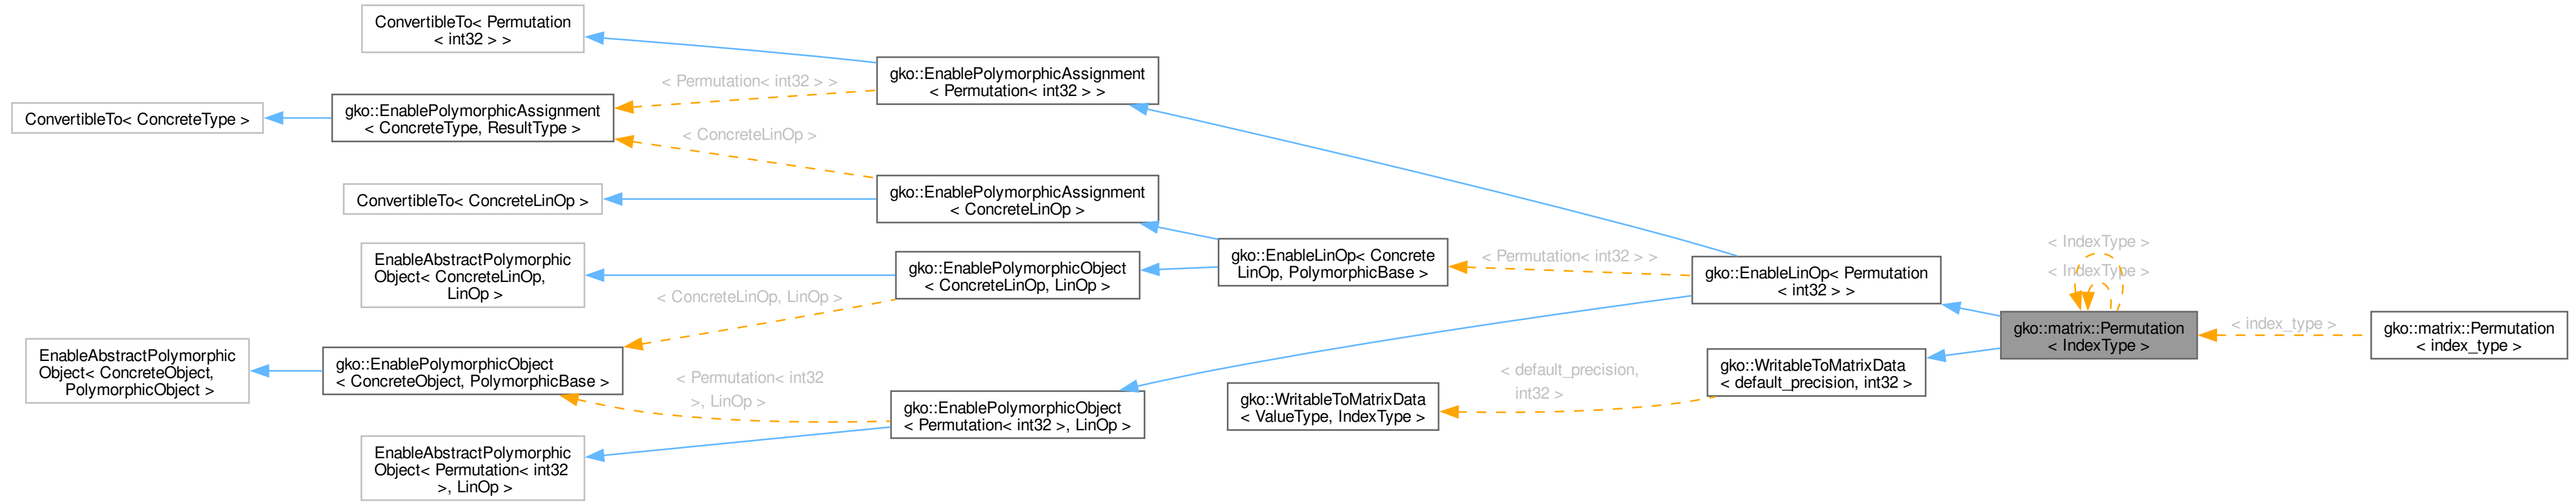 ConvertibleTo< Permutation
< int32 > >
ConvertibleTo< ConcreteType >
gko::EnablePolymorphicAssignment
< ConcreteType, ResultType >
< Permutation< int32 > >
< ConcreteLinOp >
gko::EnablePolymorphicAssignment
< Permutation< int32 > >
ConvertibleTo< ConcreteLinOp >
gko::EnablePolymorphicAssignment
< ConcreteLinOp >
EnableAbstractPolymorphic
Object< ConcreteLinOp,
LinOp >
gko::EnablePolymorphicObject
< ConcreteLinOp, LinOp >
gko::EnableLinOp< Concrete
LinOp, PolymorphicBase >
< Permutation< int32 > >
gko::EnableLinOp< Permutation
< int32 > >
< ConcreteLinOp, LinOp >
EnableAbstractPolymorphic
Object< ConcreteObject,
PolymorphicObject >
gko::EnablePolymorphicObject
< ConcreteObject, PolymorphicBase >
< Permutation< int32
>, LinOp >
gko::EnablePolymorphicObject
< Permutation< int32 >, LinOp >
EnableAbstractPolymorphic
Object< Permutation< int32
>, LinOp >
gko::WritableToMatrixData
< ValueType, IndexType >
< default_precision,
int32 >
gko::WritableToMatrixData
< default_precision, int32 >
< IndexType >
< IndexType >
gko::matrix::Permutation
< IndexType >
< index_type >
gko::matrix::Permutation
< index_type >